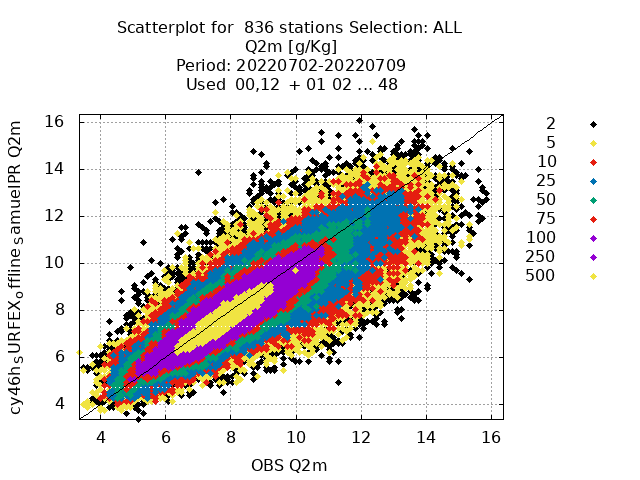 Scatterplot for  836 stations Selection: ALL
Q2m [g/Kg]
Period: 20220702-20220709
Used  00,12  + 01 02 ... 48
cy46h_SURFEX_offline_samuelPR Q2m
16
14
12
10
8
6
4
4 6 8 10 12 14 16
OBS Q2m
2
5
10
25
50
75
100
250
500